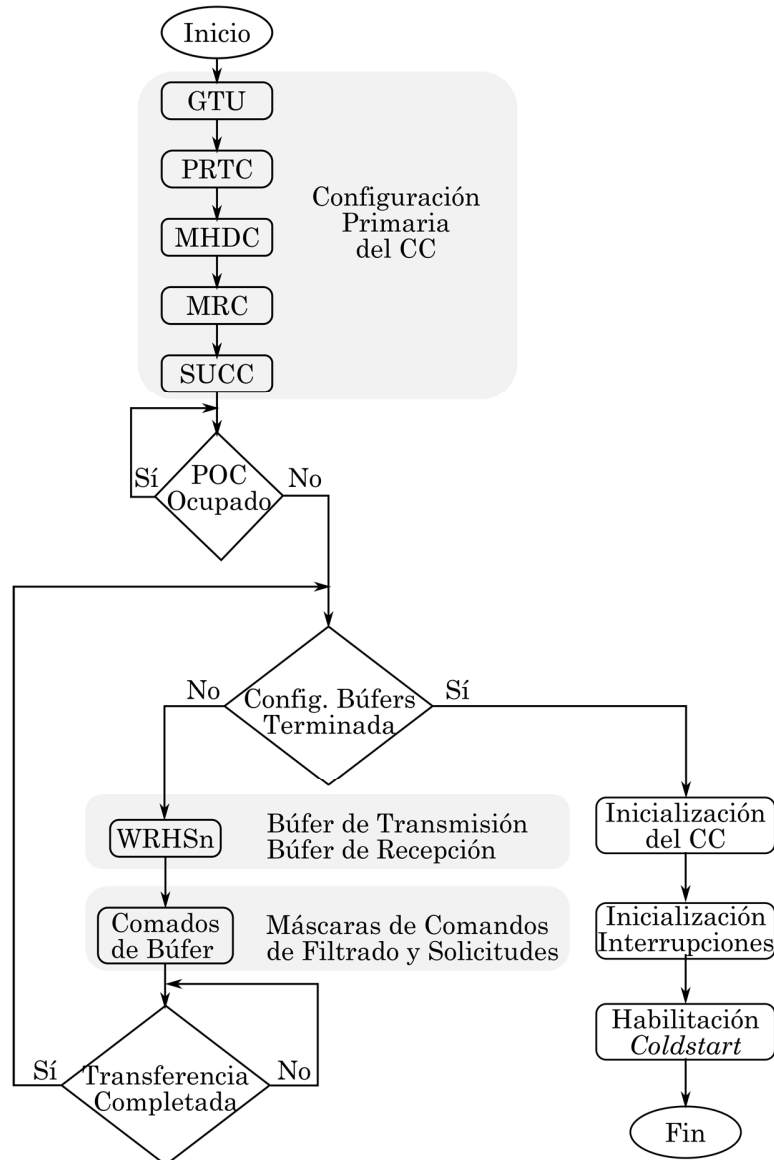 Inicio
GTU
PRTC
MHDC
MRC
SUCC
Configuración
Primaria
del CC
POC
Ocupado
Sí
No
Config. Búfers
Terminada
No
Sí
WRHSn
Búfer de Transmisión
Búfer de Recepción
Comados
de Búfer
Máscaras de Comandos
de Filtrado y Solicitudes
Transferencia
Completada
Sí
No
Inicialización
del CC
Inicialización
Interrupciones
Habilitación
Coldstart
Fin